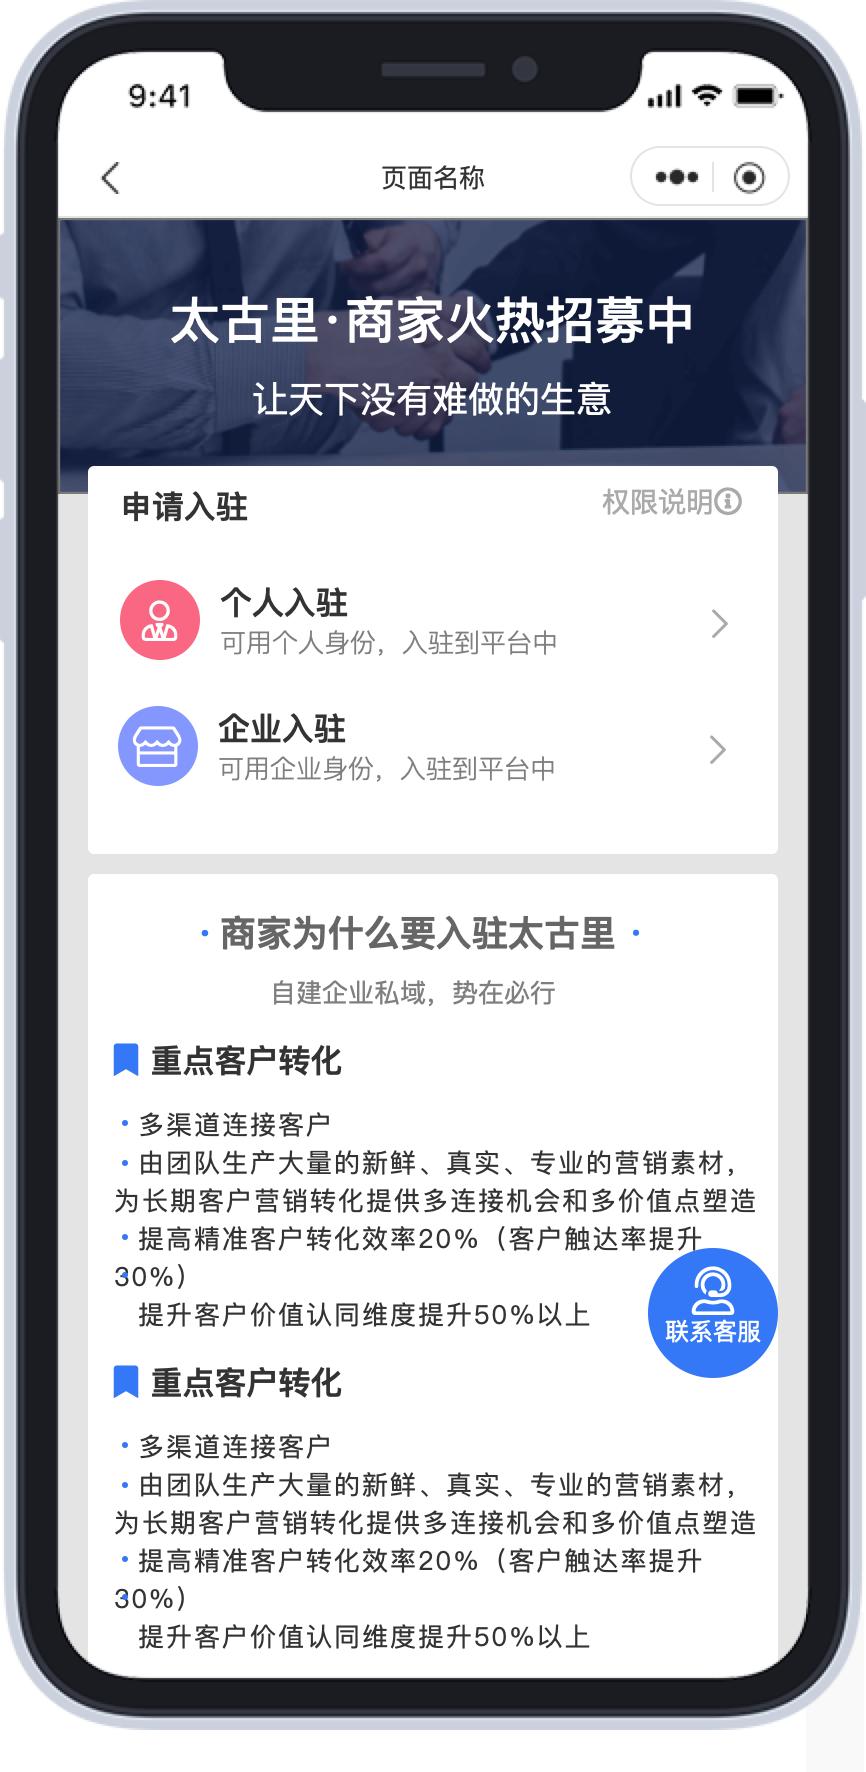 9:41
页面名称
太古里·商家火热招募中
让天下没有难做的生意
申请入驻
权限说明
个人入驻
可用个人身份，入驻到平台中
企业入驻
可用企业身份，入驻到平台中
· 商家为什么要入驻太古里 ·
自建企业私域，势在必行
重点客户转化
·多渠道连接客户
·由团队生产大量的新鲜、真实、专业的营销素材，
为长期客户营销转化提供多连接机会和多价值点塑造
·提高精准客户转化效率20%（客户触达率提升
30%）
提升客户价值认同维度提升50%以上
联系客服
重点客户转化
·多渠道连接客户
·由团队生产大量的新鲜、真实、专业的营销素材，
为长期客户营销转化提供多连接机会和多价值点塑造
·提高精准客户转化效率20%（客户触达率提升
30%）
提升客户价值认同维度提升50%以上